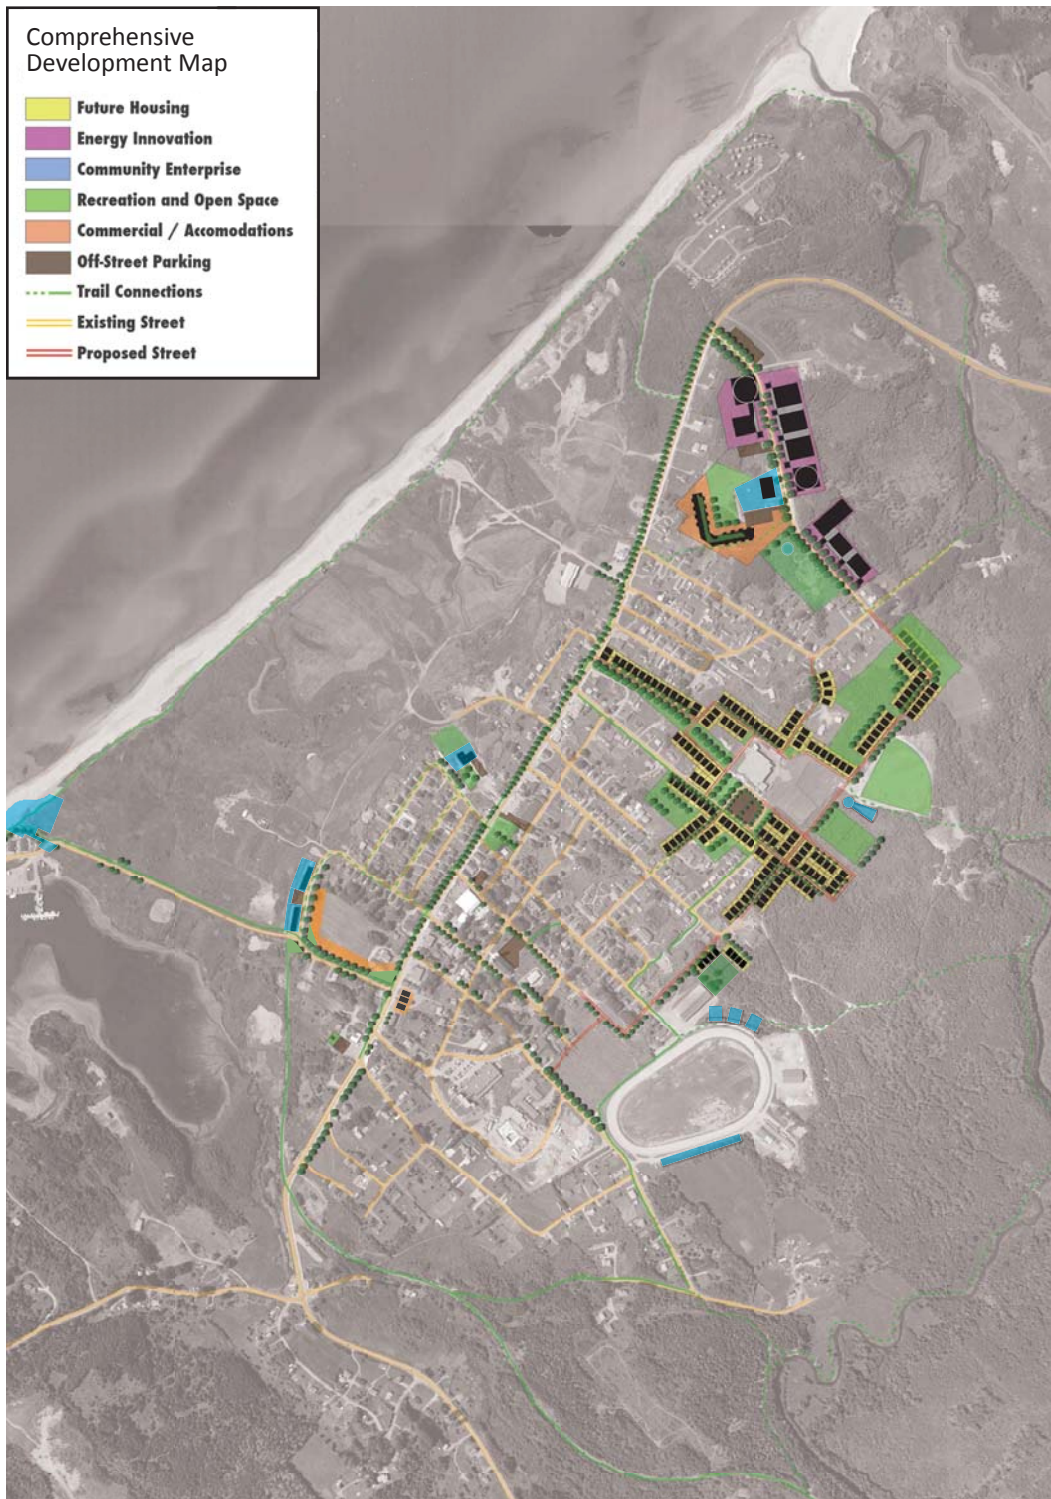 Comprehensive
Development Map
Future Housing
Energy Innovation
Community Enterprise
Recreation and Open Space
Commercial / Accomodations
Off-Street Parking
Trail Connections
Existing Street
Proposed Street